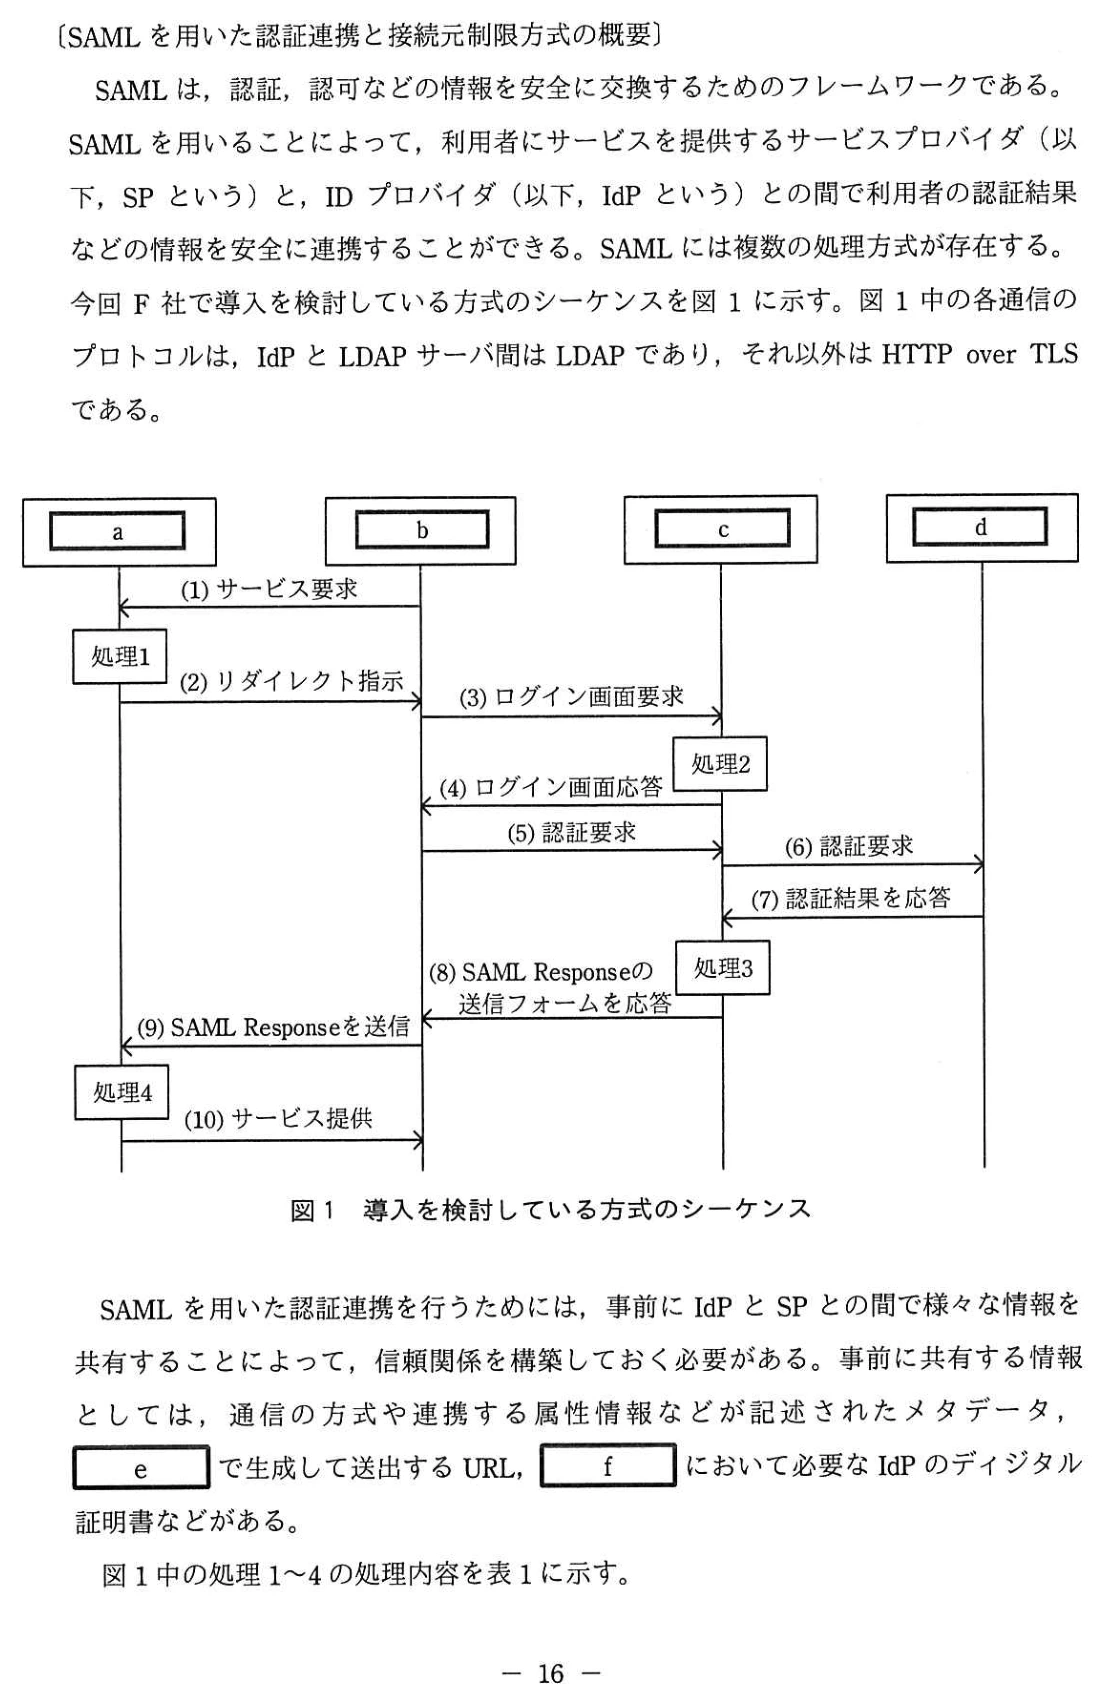 〔SAML を用いた認証連携と接続元制限方式の概要〕
SAML は，認証，認可などの情報を安全に交換するためのフレームワークである。
SAML を用いることによって，利用者にサービスを提供するサービスプロバイダ（以
下，SP という）と，ID プロバイダ（以下，IdP という）との間で利用者の認証結果
などの情報を安全に連携することができる。SAML には複数の処理方式が存在する。
今回 F 社で導入を検討している方式のシーケンスを図 1 に示す。図 1 中の各通信の
プロトコルは，IdP と LDAP サーバ間は LDAP であり，それ以外は HTTP over TLS
である。
a
b
c
d
(1) サービス要求
処理1
(2) リダイレクト指示
(3) ログイン画面要求
処理2
(4) ログイン画面応答
(5) 認証要求
(6) 認証要求
(7) 認証結果を応答
処理3
(8) SAML Responseの
送信フォームを応答
(9) SAML Responseを送信
処理4
(10) サービス提供
図 1　導入を検討している方式のシーケンス
SAML を用いた認証連携を行うためには，事前に IdP と SP との間で様々な情報を
共有することによって，信頼関係を構築しておく必要がある。事前に共有する情報
としては，通信の方式や連携する属性情報などが記述されたメタデータ，
e で生成して送出する URL， f において必要な IdP のディジタル
証明書などがある。
図 1 中の処理 1～4 の処理内容を表 1 に示す。
－ 16 －